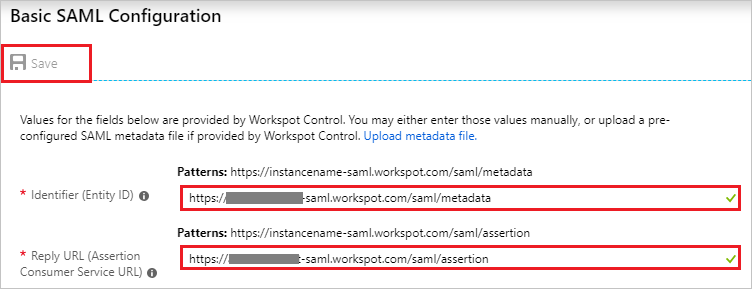 Basic SAML Configuration
Save
Values for the fields below are provided by Workspot Control. You may either enter those values manually, or upload a pre-
configured SAML metadata file if provided by Workspot Control. Upload metadata file.
Patterns: https://instancename-saml.workspot.com/saml/metadata
* Identifier (Entity ID)
https:// -saml.workspot.com/saml/metadata
Patterns: https://instancename-saml.workspot.com/saml/assertion
* Reply URL (Assertion
Consumer Service URL)
https:// -saml.workspot.com/saml/assertion